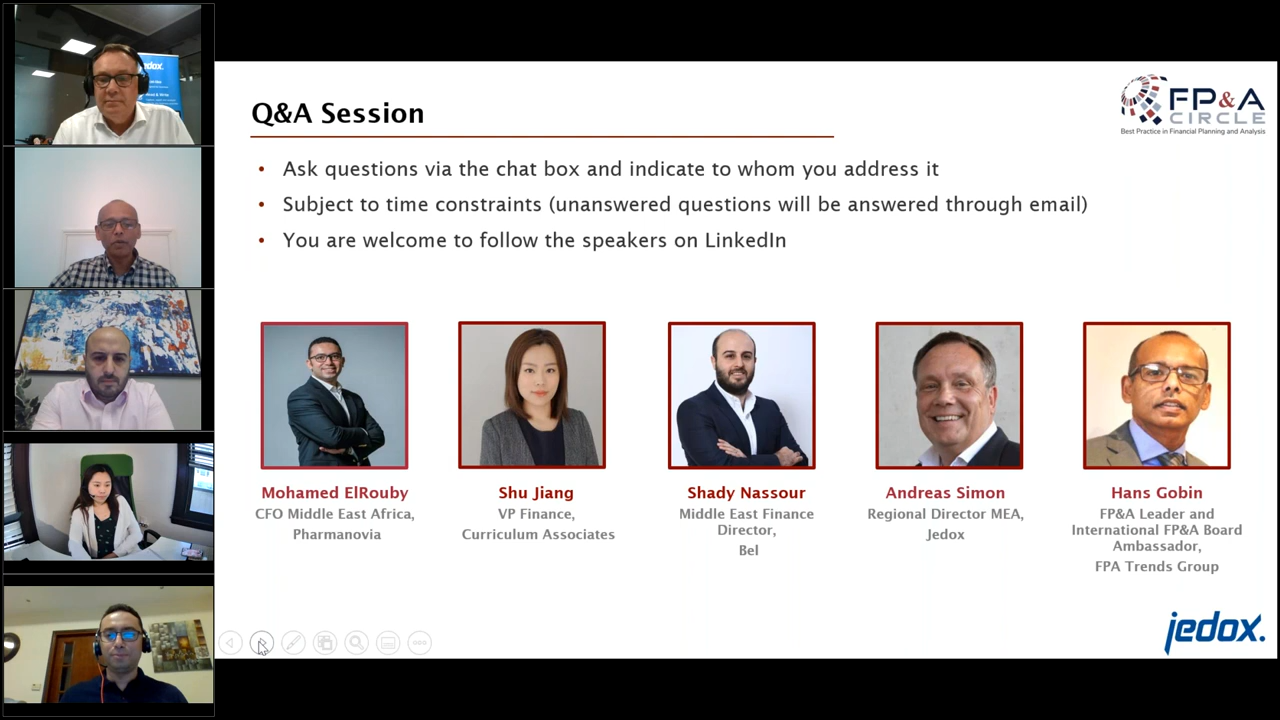 jedox.
Q&A Session
FP&A
CIRCLE
Best Practice in Financial Planning and Analysis
• Ask questions via the chat box and indicate to whom you address it
• Subject to time constraints (unanswered questions will be answered through email)
• You are welcome to follow the speakers on LinkedIn
Mohamed ElRouby
CFO Middle East Africa,
Pharmanovia
Shu Jiang
VP Finance,
Curriculum Associates
Shady Nassour
Middle East Finance
Director,
Bel
Andreas Simon
Regional Director MEA,
Jedox
Hans Gobin
FP&A Leader and
International FP&A Board
Ambassador,
FPA Trends Group
jedox.